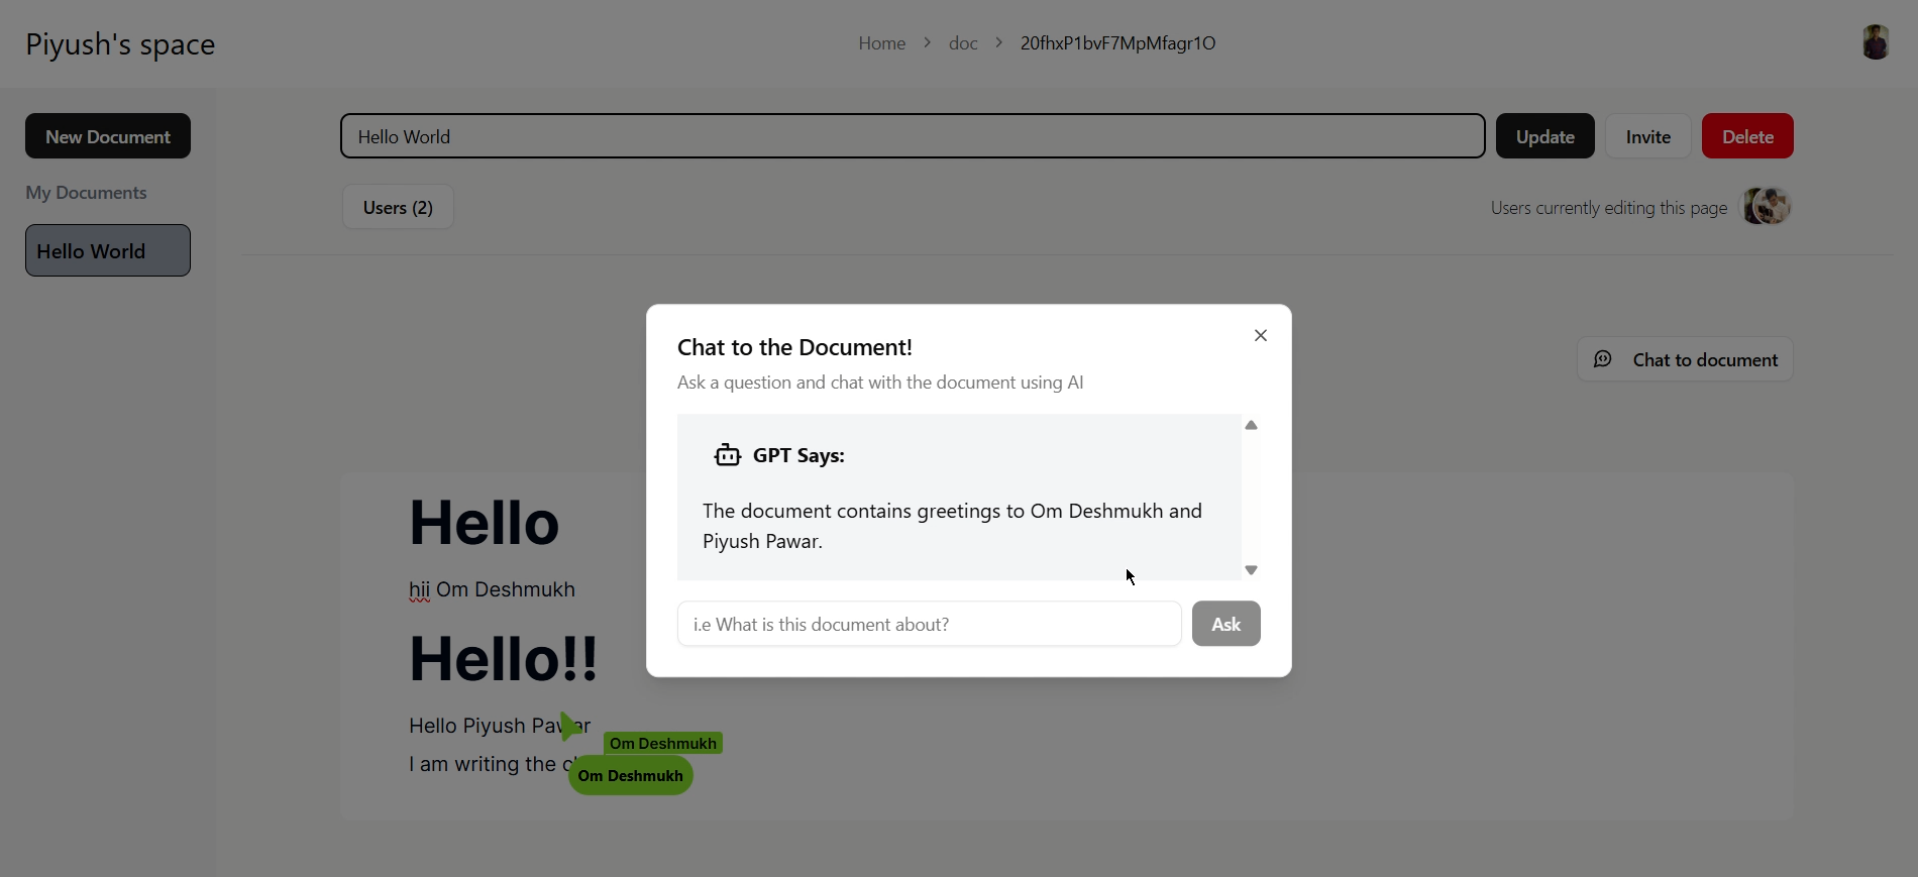 Piyush's space
Home > doc > 20fhxP1bvF7MpMfagr1O
New Document
My Documents
Hello World
Hello World
Update
Invite
Delete
Users (2)
Users currently editing this page
Chat to document
Chat to the Document!
Ask a question and chat with the document using AI
GPT Says:
The document contains greetings to Om Deshmukh and
Piyush Pawar.
i.e What is this document about?
Ask
Hello
hii Om Deshmukh
Hello!!
Hello Piyush Pawar
Om Deshmukh
I am writing the
Om Deshmukh